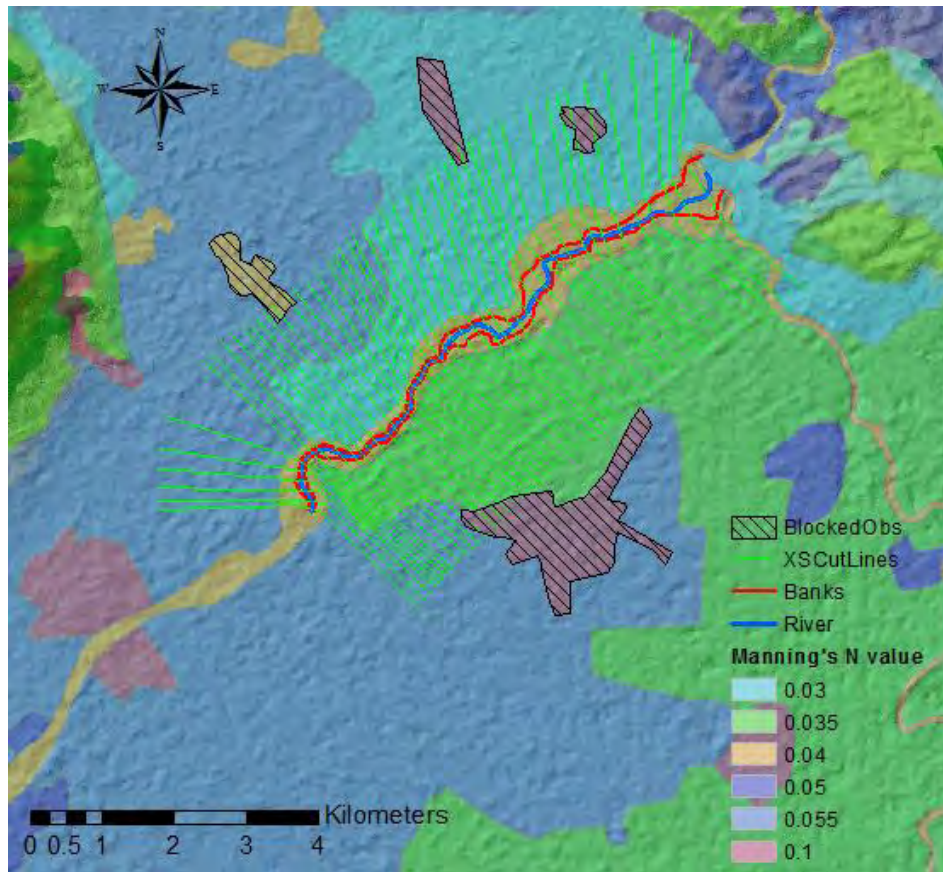 N
W E
S
BlockedObs
XSCutLines
Banks
River
Manning's N value
0.03
0.035
0.04
0.05
0.055
0.1
Kilometers
0 0.5 1 2 3 4